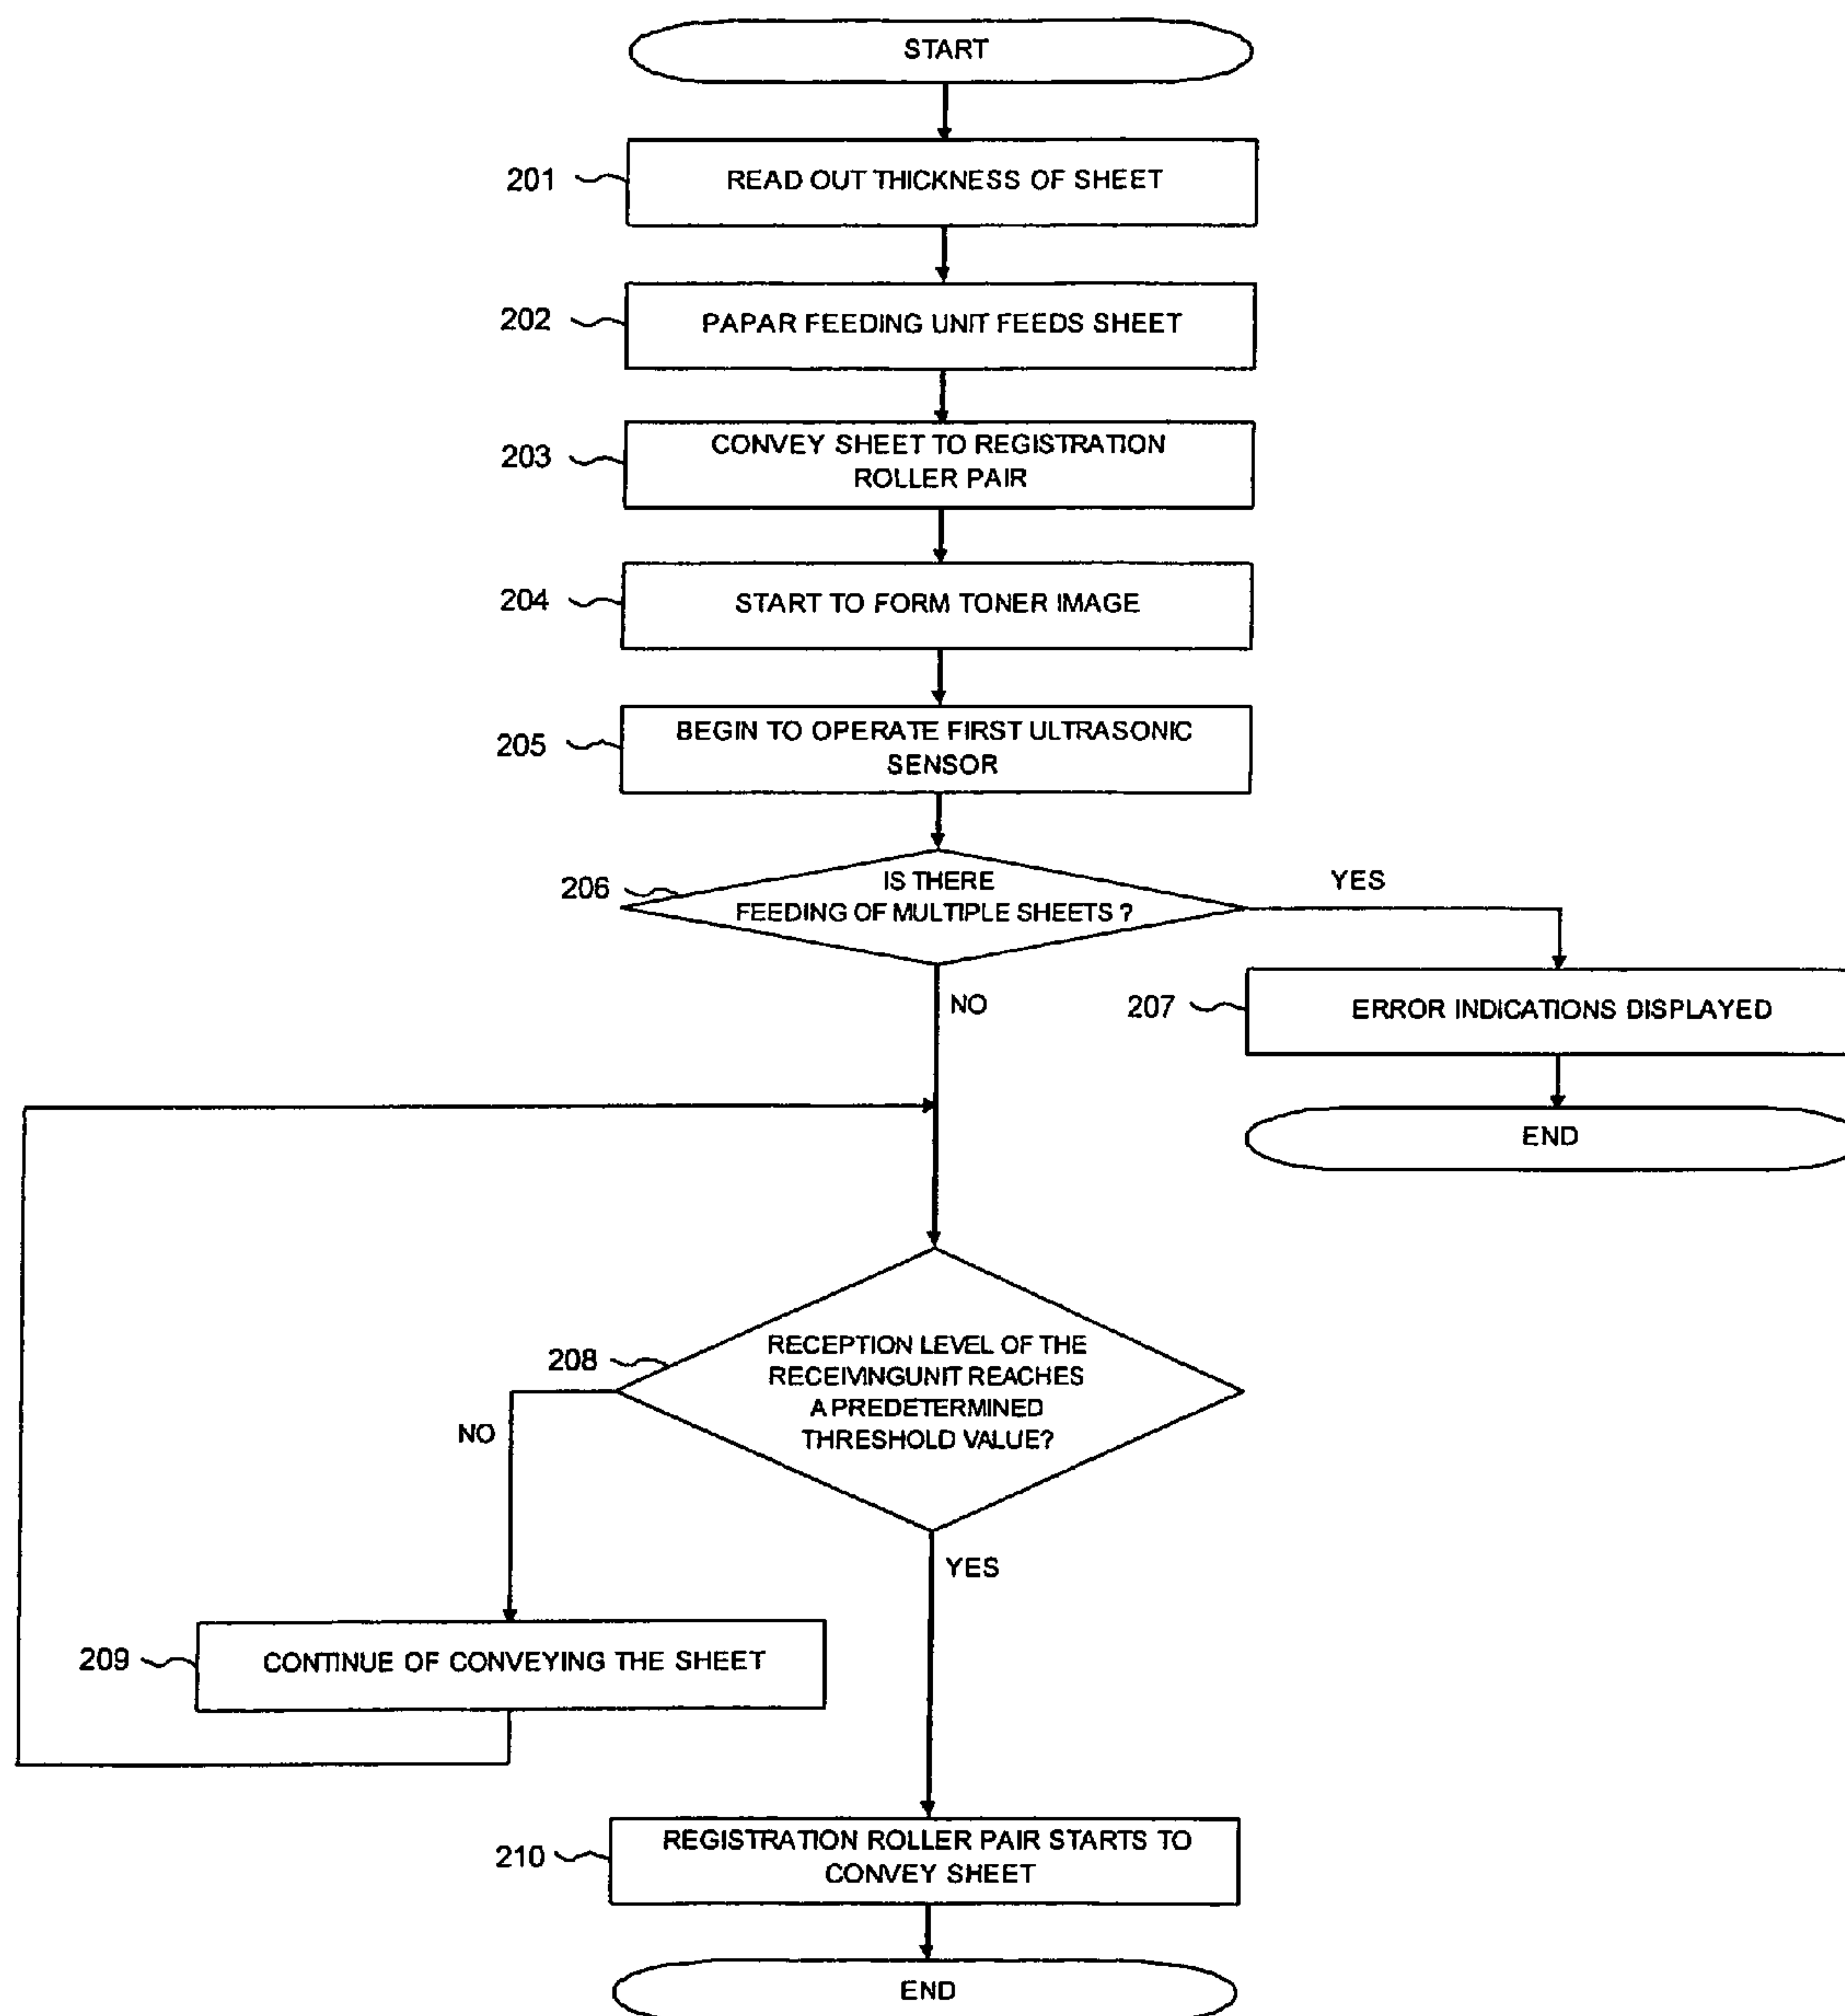 START
201
READ OUT THICKNESS OF SHEET
202
PAPAR FEEDING UNIT FEEDS SHEET
203
CONVEY SHEET TO REGISTRATION
ROLLER PAIR
204
START TO FORM TONER IMAGE
205
BEGIN TO OPERATE FIRST ULTRASONIC
SENSOR
206
IS THERE
FEEDING OF MULTIPLE SHEETS ?
YES
NO
207
ERROR INDICATIONS DISPLAYED
END
208
RECEPTION LEVEL OF THE
RECEIVINGUNIT REACHES
A PREDETERMINED
THRESHOLD VALUE?
NO
YES
209
CONTINUE OF CONVEYING THE SHEET
210
REGISTRATION ROLLER PAIR STARTS TO
CONVEY SHEET
END